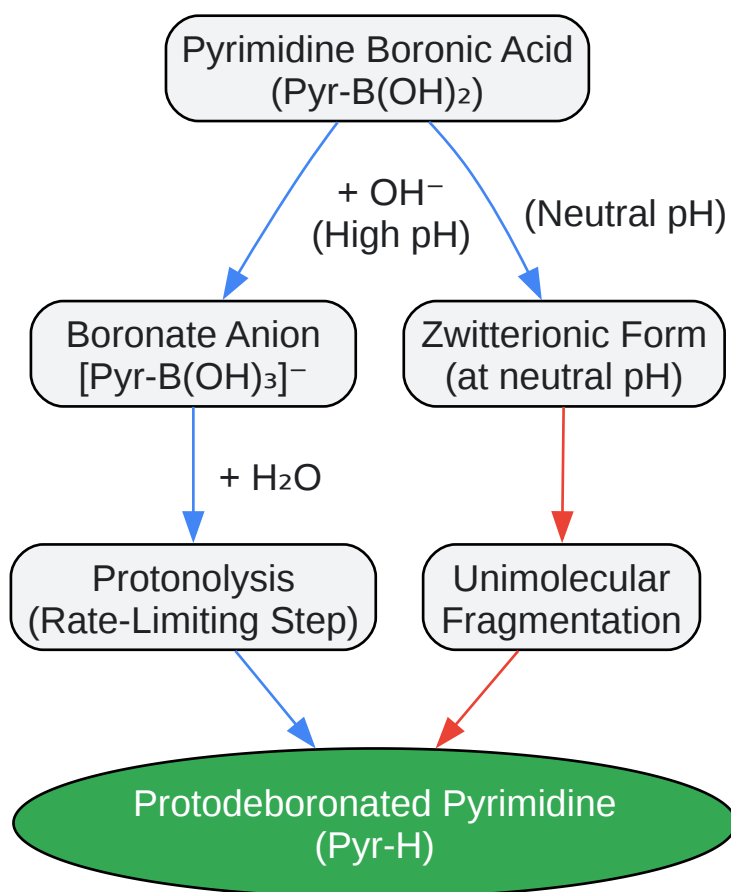 Pyrimidine Boronic Acid
(Pyr-B(OH)₂)
+ OH⁻
(High pH)
(Neutral pH)
Boronate Anion
[Pyr-B(OH)₃]⁻
Zwitterionic Form
(at neutral pH)
+ H₂O
Protonolysis
(Rate-Limiting Step)
Unimolecular
Fragmentation
Protodeboronated Pyrimidine
(Pyr-H)